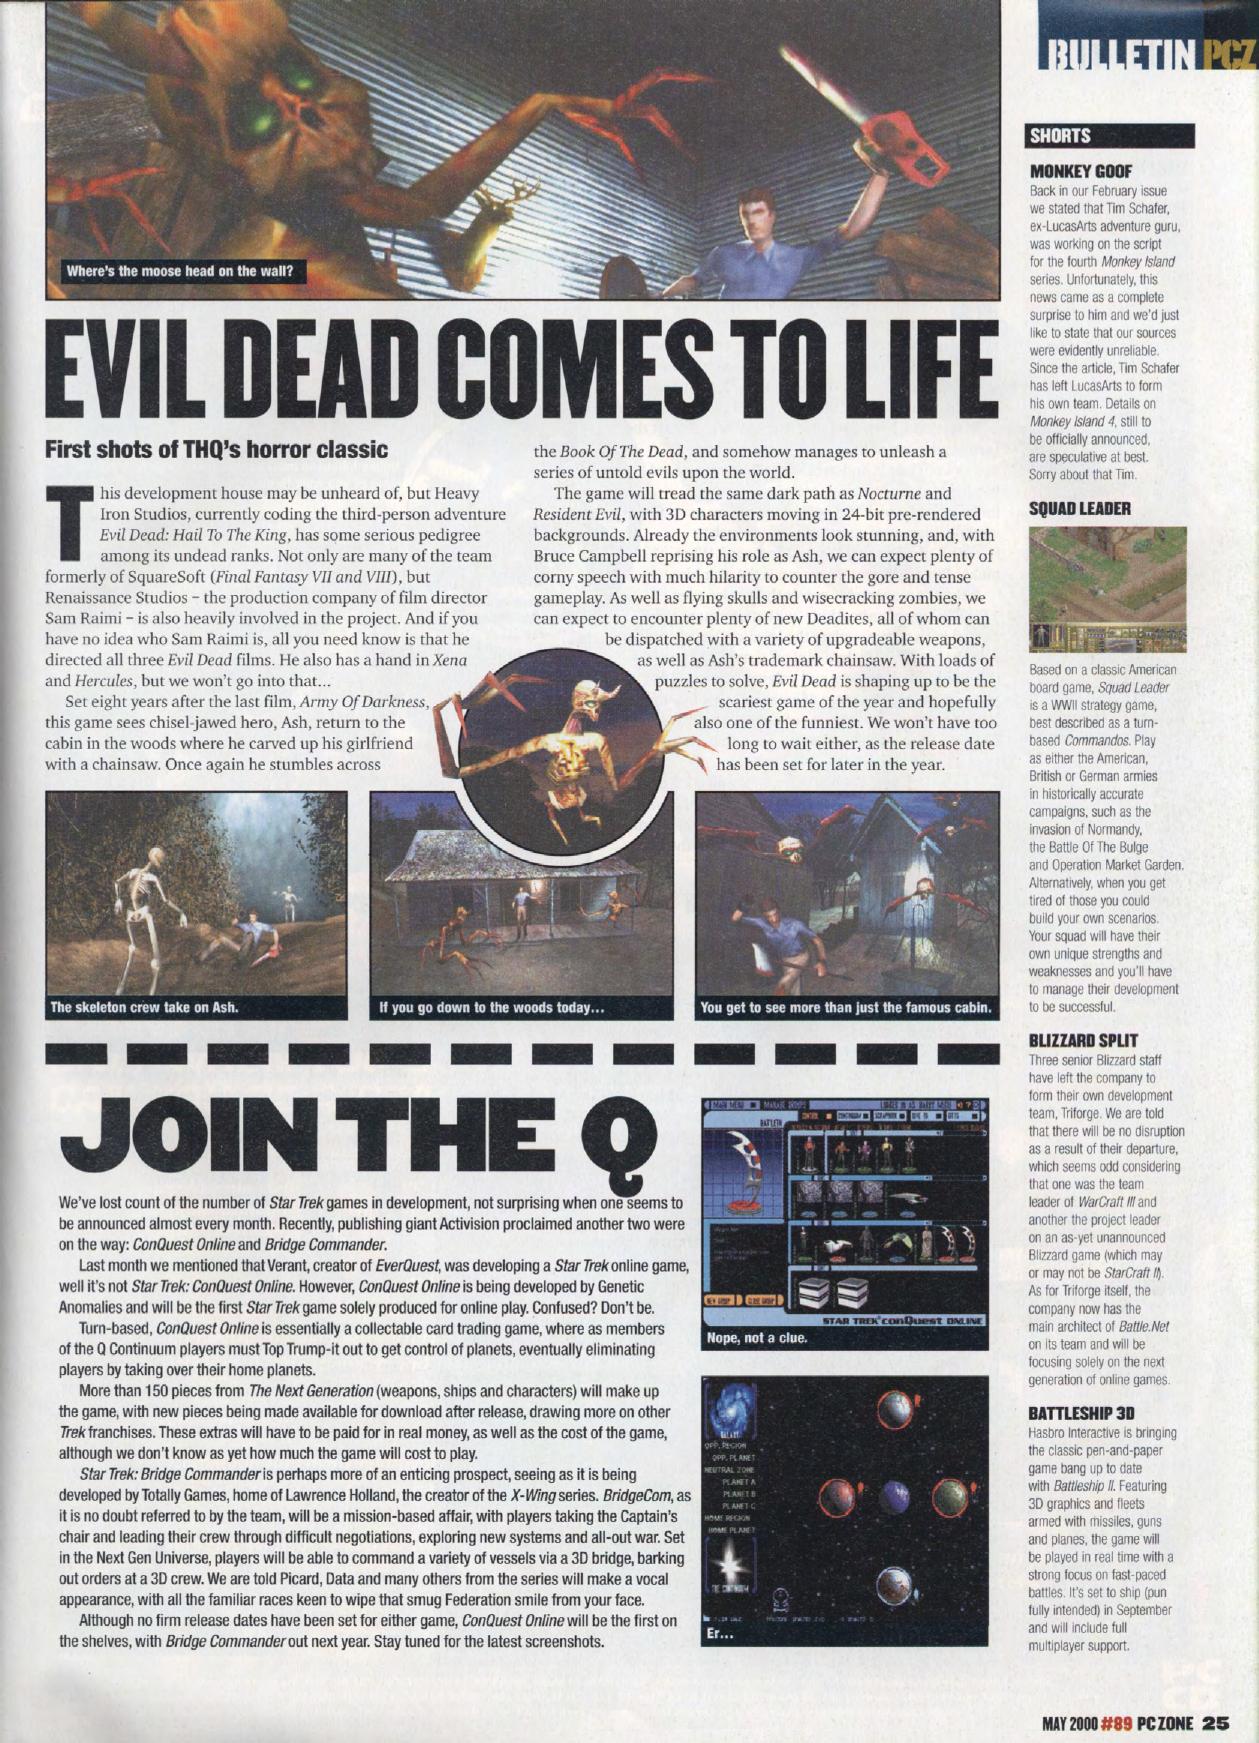 BULLETIN PCZ
Where's the moose head on the wall?
EVIL DEAD COMES TO LIFE
First shots of THQ's horror classic
This development house may be unheard of, but Heavy
Iron Studios, currently coding the third-person adventure
Evil Dead: Hail To The King, has some serious pedigree
among its undead ranks. Not only are many of the team
formerly of SquareSoft (Final Fantasy VII and VIII), but
Renaissance Studios – the production company of film director
Sam Raimi – is also heavily involved in the project. And if you
have no idea who Sam Raimi is, all you need know is that he
directed all three Evil Dead films. He also has a hand in Xena
and Hercules, but we won't go into that...
Set eight years after the last film, Army Of Darkness,
this game sees chisel-jawed hero, Ash, return to the
cabin in the woods where he carved up his girlfriend
with a chainsaw. Once again he stumbles across
the Book Of The Dead, and somehow manages to unleash a
series of untold evils upon the world.
The game will tread the same dark path as Nocturne and
Resident Evil, with 3D characters moving in 24-bit pre-rendered
backgrounds. Already the environments look stunning, and, with
Bruce Campbell reprising his role as Ash, we can expect plenty of
corny speech with much hilarity to counter the gore and tense
gameplay. As well as flying skulls and wisecracking zombies, we
can expect to encounter plenty of new Deadites, all of whom can
be dispatched with a variety of upgradeable weapons,
as well as Ash's trademark chainsaw. With loads of
puzzles to solve, Evil Dead is shaping up to be the
scariest game of the year and hopefully
also one of the funniest. We won't have too
long to wait either, as the release date
has been set for later in the year.
The skeleton crew take on Ash.
If you go down to the woods today...
You get to see more than just the famous cabin.
JOIN THE Q
We've lost count of the number of Star Trek games in development, not surprising when one seems to
be announced almost every month. Recently, publishing giant Activision proclaimed another two were
on the way: ConQuest Online and Bridge Commander.
Last month we mentioned that Verant, creator of EverQuest, was developing a Star Trek online game,
well it's not Star Trek: ConQuest Online. However, ConQuest Online is being developed by Genetic
Anomalies and will be the first Star Trek game solely produced for online play. Confused? Don't be.
Turn-based, ConQuest Online is essentially a collectable card trading game, where as members
of the Q Continuum players must Top Trump-it out to get control of planets, eventually eliminating
players by taking over their home planets.
More than 150 pieces from The Next Generation (weapons, ships and characters) will make up
the game, with new pieces being made available for download after release, drawing more on other
Trek franchises. These extras will have to be paid for in real money, as well as the cost of the game,
although we don't know as yet how much the game will cost to play.
Star Trek: Bridge Commander is perhaps more of an enticing prospect, seeing as it is being
developed by Totally Games, home of Lawrence Holland, the creator of the X-Wing series. BridgeCom, as
it is no doubt referred to by the team, will be a mission-based affair, with players taking the Captain's
chair and leading their crew through difficult negotiations, exploring new systems and all-out war. Set
in the Next Gen Universe, players will be able to command a variety of vessels via a 3D bridge, barking
out orders at a 3D crew. We are told Picard, Data and many others from the series will make a vocal
appearance, with all the familiar races keen to wipe that smug Federation smile from your face.
Although no firm release dates have been set for either game, ConQuest Online will be the first on
the shelves, with Bridge Commander out next year. Stay tuned for the latest screenshots.
MAIN MENU
MANAGE GROUPS
BATLETH
NEW GROUP
CLOSE GROUP
STAR TREK conQuest ONLINE
Nope, not a clue.
GALAXY
OPP. REGION
OPP. PLANET
NEUTRAL ZONE
PLANET A
PLANET B
PLANET C
HOME REGION
HOME PLANET
THE CONTINUUM
Er...
SHORTS
MONKEY GOOF
Back in our February issue
we stated that Tim Schafer,
ex-LucasArts adventure guru,
was working on the script
for the fourth Monkey Island
series. Unfortunately, this
news came as a complete
surprise to him and we'd just
like to state that our sources
were evidently unreliable.
Since the article, Tim Schafer
has left LucasArts to form
his own team. Details on
Monkey Island 4, still to
be officially announced,
are speculative at best.
Sorry about that Tim.
SQUAD LEADER
Based on a classic American
board game, Squad Leader
is a WWII strategy game,
best described as a turn-
based Commandos. Play
as either the American,
British or German armies
in historically accurate
campaigns, such as the
invasion of Normandy,
the Battle Of The Bulge
and Operation Market Garden.
Alternatively, when you get
tired of those you could
build your own scenarios.
Your squad will have their
own unique strengths and
weaknesses and you'll have
to manage their development
to be successful.
BLIZZARD SPLIT
Three senior Blizzard staff
have left the company to
form their own development
team, Triforge. We are told
that there will be no disruption
as a result of their departure,
which seems odd considering
that one was the team
leader of WarCraft III and
another the project leader
on an as-yet unannounced
Blizzard game (which may
or may not be StarCraft II).
As for Triforge itself, the
company now has the
main architect of Battle.Net
on its team and will be
focusing solely on the next
generation of online games.
BATTLESHIP 3D
Hasbro Interactive is bringing
the classic pen-and-paper
game bang up to date
with Battleship II. Featuring
3D graphics and fleets
armed with missiles, guns
and planes, the game will
be played in real time with a
strong focus on fast-paced
battles. It's set to ship (pun
fully intended) in September
and will include full
multiplayer support.
MAY 2000 #89 PC ZONE 25